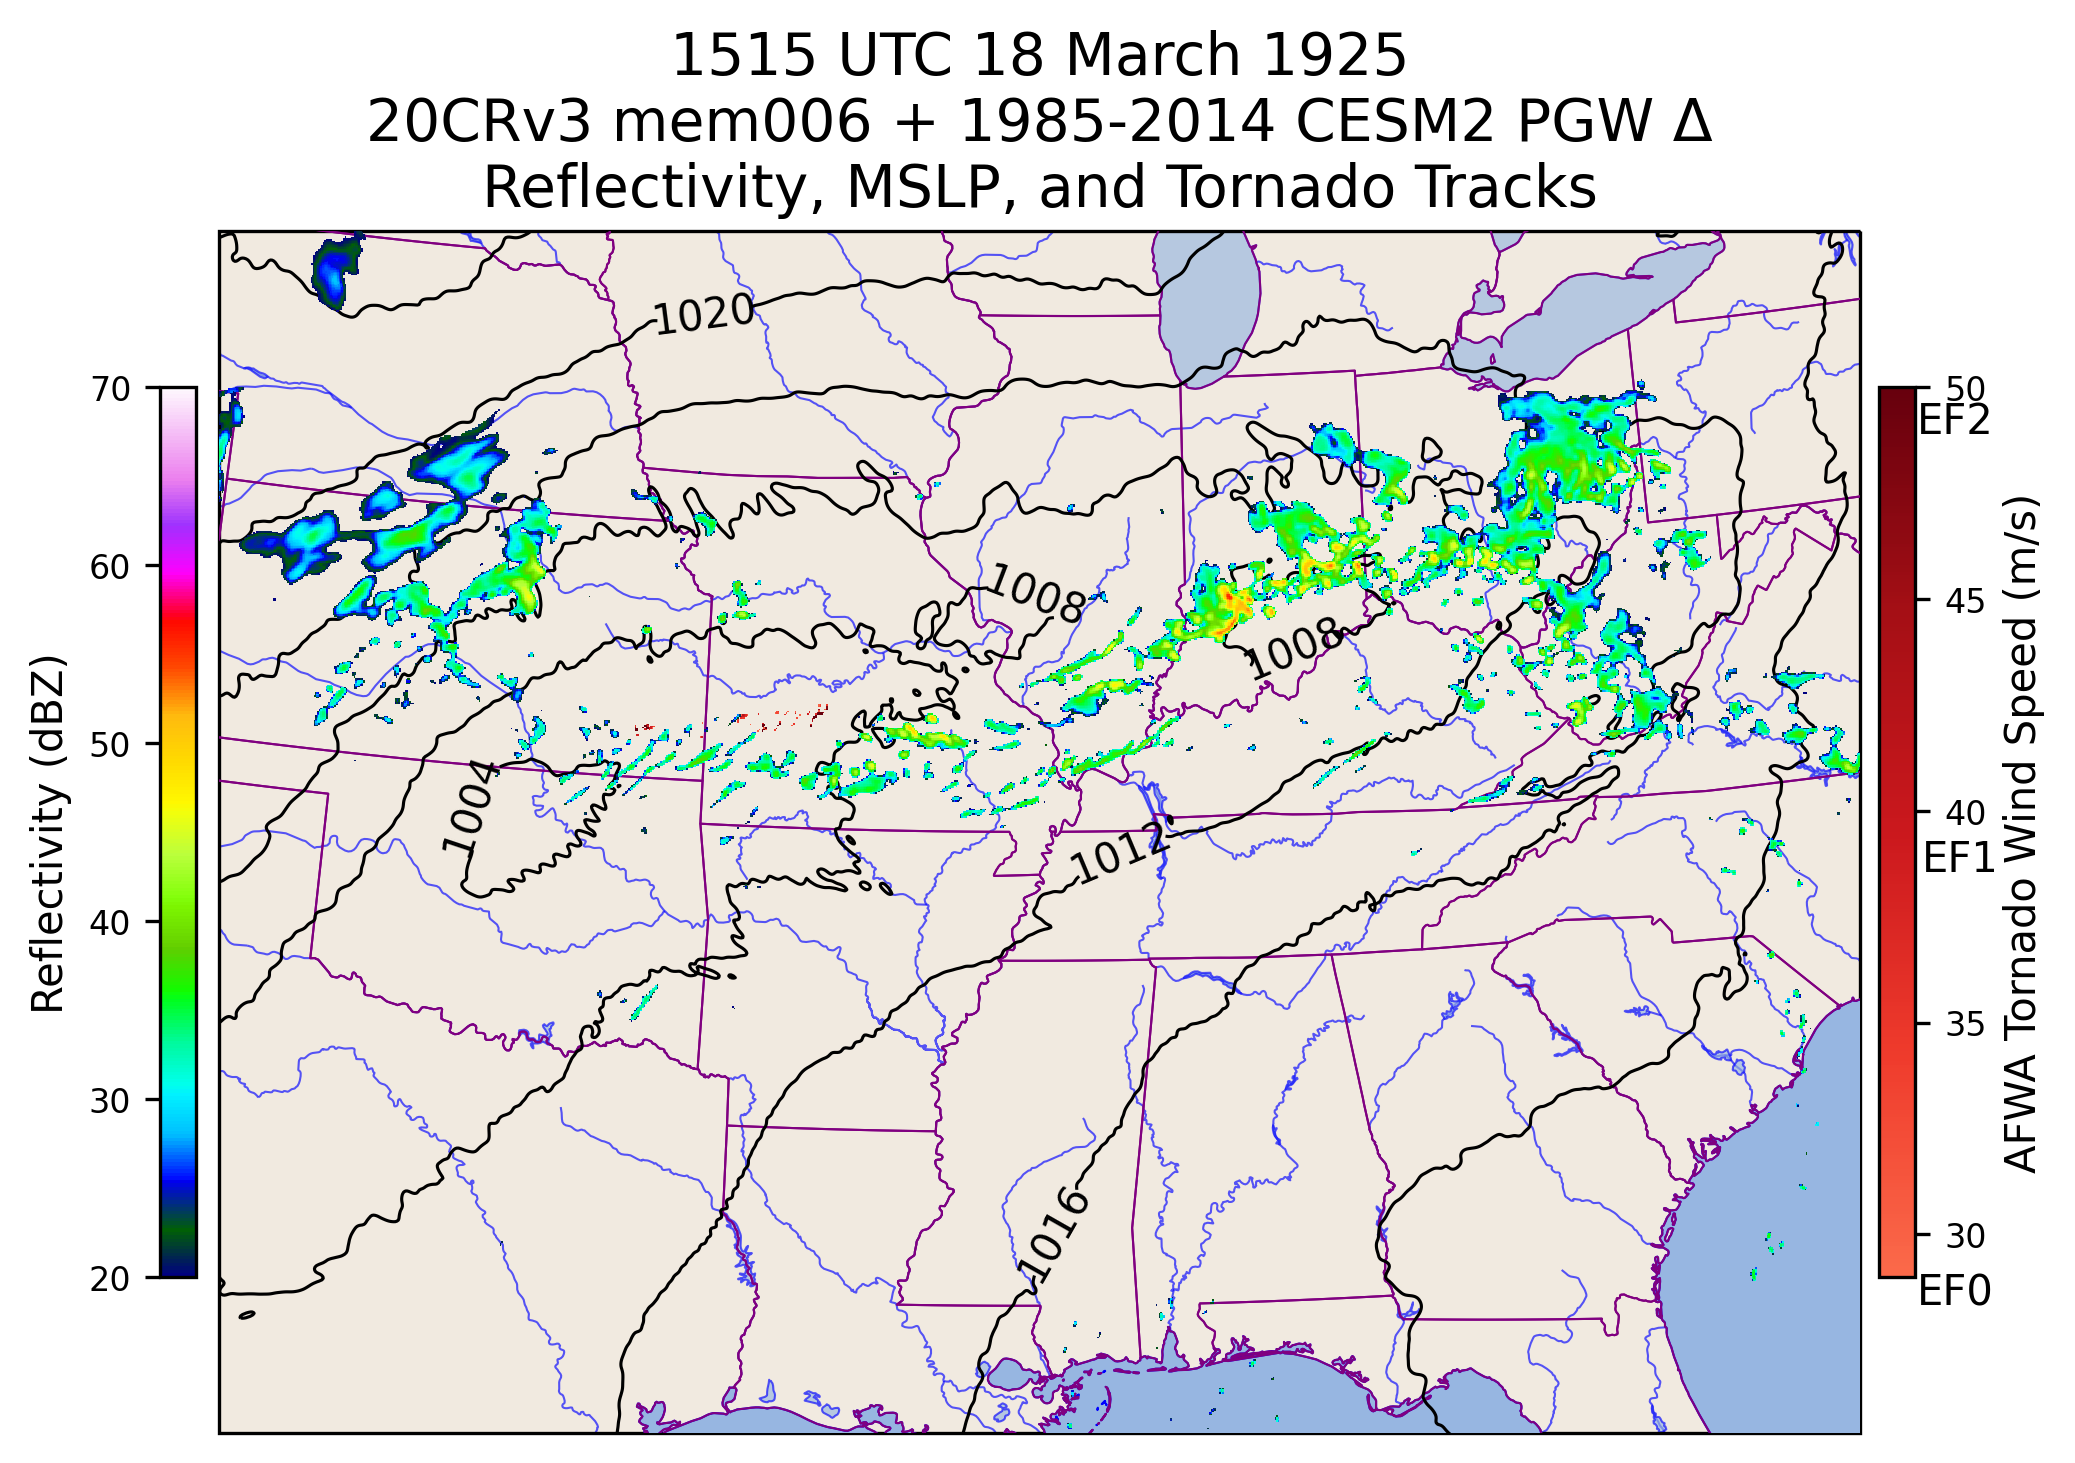 1515 UTC 18 March 1925
20CRv3 mem006 + 1985-2014 CESM2 PGW Δ
Reflectivity, MSLP, and Tornado Tracks
Reflectivity (dBZ)
70
60
50
40
30
20
1020
1008
1008
1004
1012
1016
50
EF2
45
40
EF1
35
30
EF0
AFWA Tornado Wind Speed (m/s)